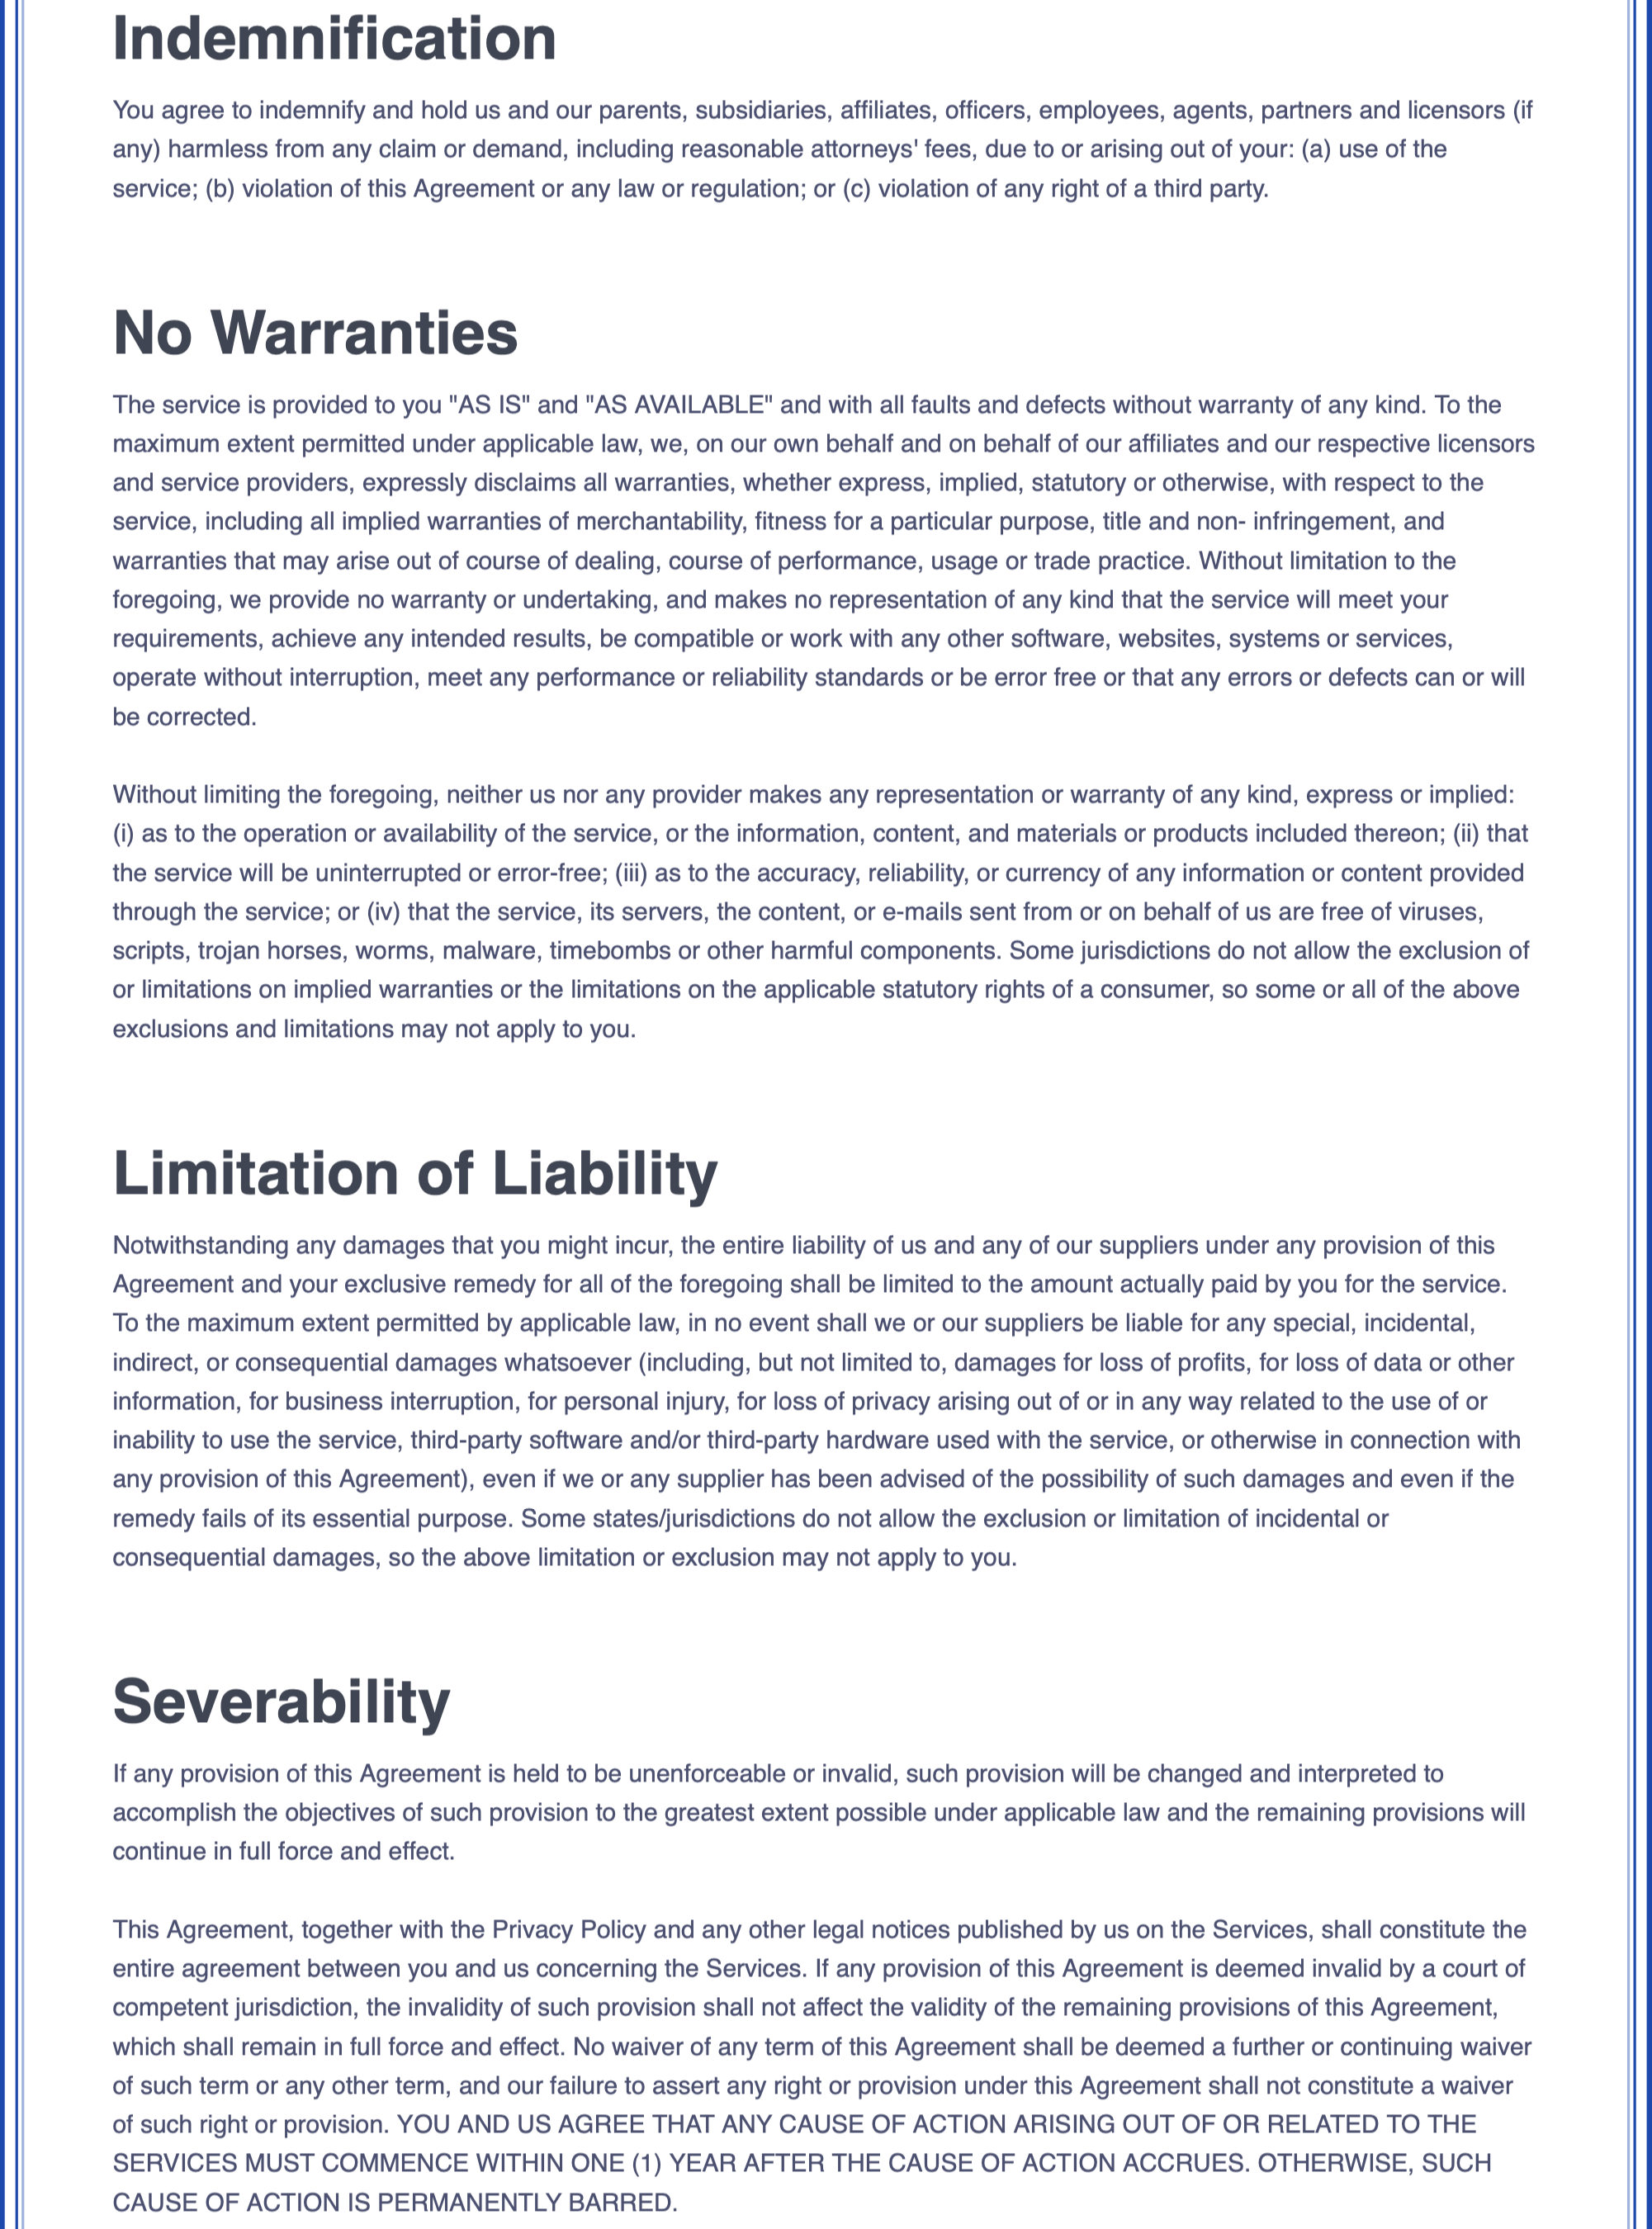 Indemnification
You agree to indemnify and hold us and our parents, subsidiaries, affiliates, officers, employees, agents, partners and licensors (if
any) harmless from any claim or demand, including reasonable attorneys' fees, due to or arising out of your: (a) use of the
service; (b) violation of this Agreement or any law or regulation; or (c) violation of any right of a third party.
No Warranties
The service is provided to you "AS IS" and "AS AVAILABLE" and with all faults and defects without warranty of any kind. To the
maximum extent permitted under applicable law, we, on our own behalf and on behalf of our affiliates and our respective licensors
and service providers, expressly disclaims all warranties, whether express, implied, statutory or otherwise, with respect to the
service, including all implied warranties of merchantability, fitness for a particular purpose, title and non- infringement, and
warranties that may arise out of course of dealing, course of performance, usage or trade practice. Without limitation to the
foregoing, we provide no warranty or undertaking, and makes no representation of any kind that the service will meet your
requirements, achieve any intended results, be compatible or work with any other software, websites, systems or services,
operate without interruption, meet any performance or reliability standards or be error free or that any errors or defects can or will
be corrected.
Without limiting the foregoing, neither us nor any provider makes any representation or warranty of any kind, express or implied:
(i) as to the operation or availability of the service, or the information, content, and materials or products included thereon; (ii) that
the service will be uninterrupted or error-free; (iii) as to the accuracy, reliability, or currency of any information or content provided
through the service; or (iv) that the service, its servers, the content, or e-mails sent from or on behalf of us are free of viruses,
scripts, trojan horses, worms, malware, timebombs or other harmful components. Some jurisdictions do not allow the exclusion of
or limitations on implied warranties or the limitations on the applicable statutory rights of a consumer, so some or all of the above
exclusions and limitations may not apply to you.
Limitation of Liability
Notwithstanding any damages that you might incur, the entire liability of us and any of our suppliers under any provision of this
Agreement and your exclusive remedy for all of the foregoing shall be limited to the amount actually paid by you for the service.
To the maximum extent permitted by applicable law, in no event shall we or our suppliers be liable for any special, incidental,
indirect, or consequential damages whatsoever (including, but not limited to, damages for loss of profits, for loss of data or other
information, for business interruption, for personal injury, for loss of privacy arising out of or in any way related to the use of or
inability to use the service, third-party software and/or third-party hardware used with the service, or otherwise in connection with
any provision of this Agreement), even if we or any supplier has been advised of the possibility of such damages and even if the
remedy fails of its essential purpose. Some states/jurisdictions do not allow the exclusion or limitation of incidental or
consequential damages, so the above limitation or exclusion may not apply to you.
Severability
If any provision of this Agreement is held to be unenforceable or invalid, such provision will be changed and interpreted to
accomplish the objectives of such provision to the greatest extent possible under applicable law and the remaining provisions will
continue in full force and effect.
This Agreement, together with the Privacy Policy and any other legal notices published by us on the Services, shall constitute the
entire agreement between you and us concerning the Services. If any provision of this Agreement is deemed invalid by a court of
competent jurisdiction, the invalidity of such provision shall not affect the validity of the remaining provisions of this Agreement,
which shall remain in full force and effect. No waiver of any term of this Agreement shall be deemed a further or continuing waiver
of such term or any other term, and our failure to assert any right or provision under this Agreement shall not constitute a waiver
of such right or provision. YOU AND US AGREE THAT ANY CAUSE OF ACTION ARISING OUT OF OR RELATED TO THE
SERVICES MUST COMMENCE WITHIN ONE (1) YEAR AFTER THE CAUSE OF ACTION ACCRUES. OTHERWISE, SUCH
CAUSE OF ACTION IS PERMANENTLY BARRED.